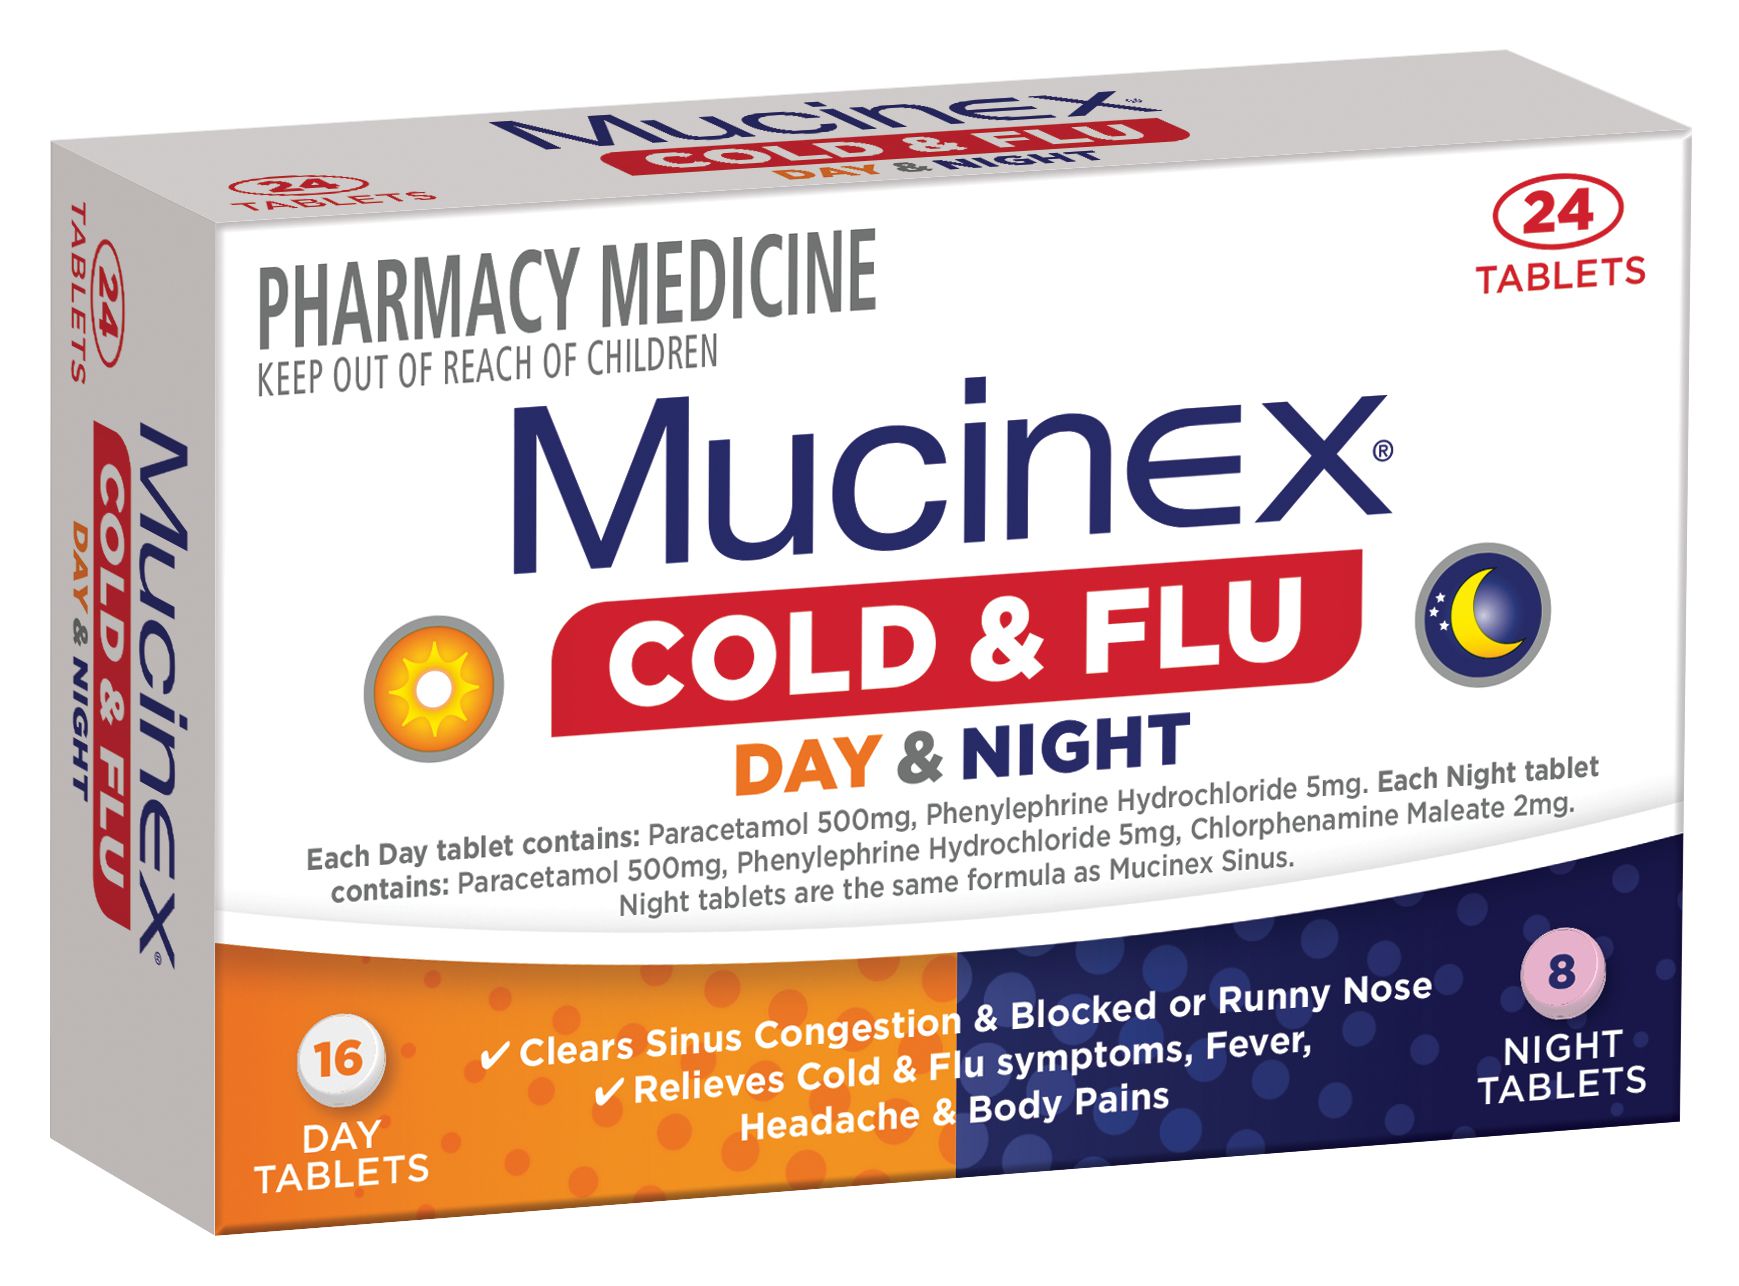 Mucinex®
COLD & FLU
DAY & NIGHT
24
TABLETS
24
TABLETS
Mucinex®
COLD & FLU
DAY & NIGHT
PHARMACY MEDICINE
KEEP OUT OF REACH OF CHILDREN
24
TABLETS
Mucinex®
COLD & FLU
DAY & NIGHT
Each Day tablet contains: Paracetamol 500mg, Phenylephrine Hydrochloride 5mg. Each Night tablet
contains: Paracetamol 500mg, Phenylephrine Hydrochloride 5mg, Chlorphenamine Maleate 2mg.
Night tablets are the same formula as Mucinex Sinus.
16
DAY
TABLETS
✓ Clears Sinus Congestion & Blocked or Runny Nose
✓ Relieves Cold & Flu symptoms, Fever,
Headache & Body Pains
8
NIGHT
TABLETS